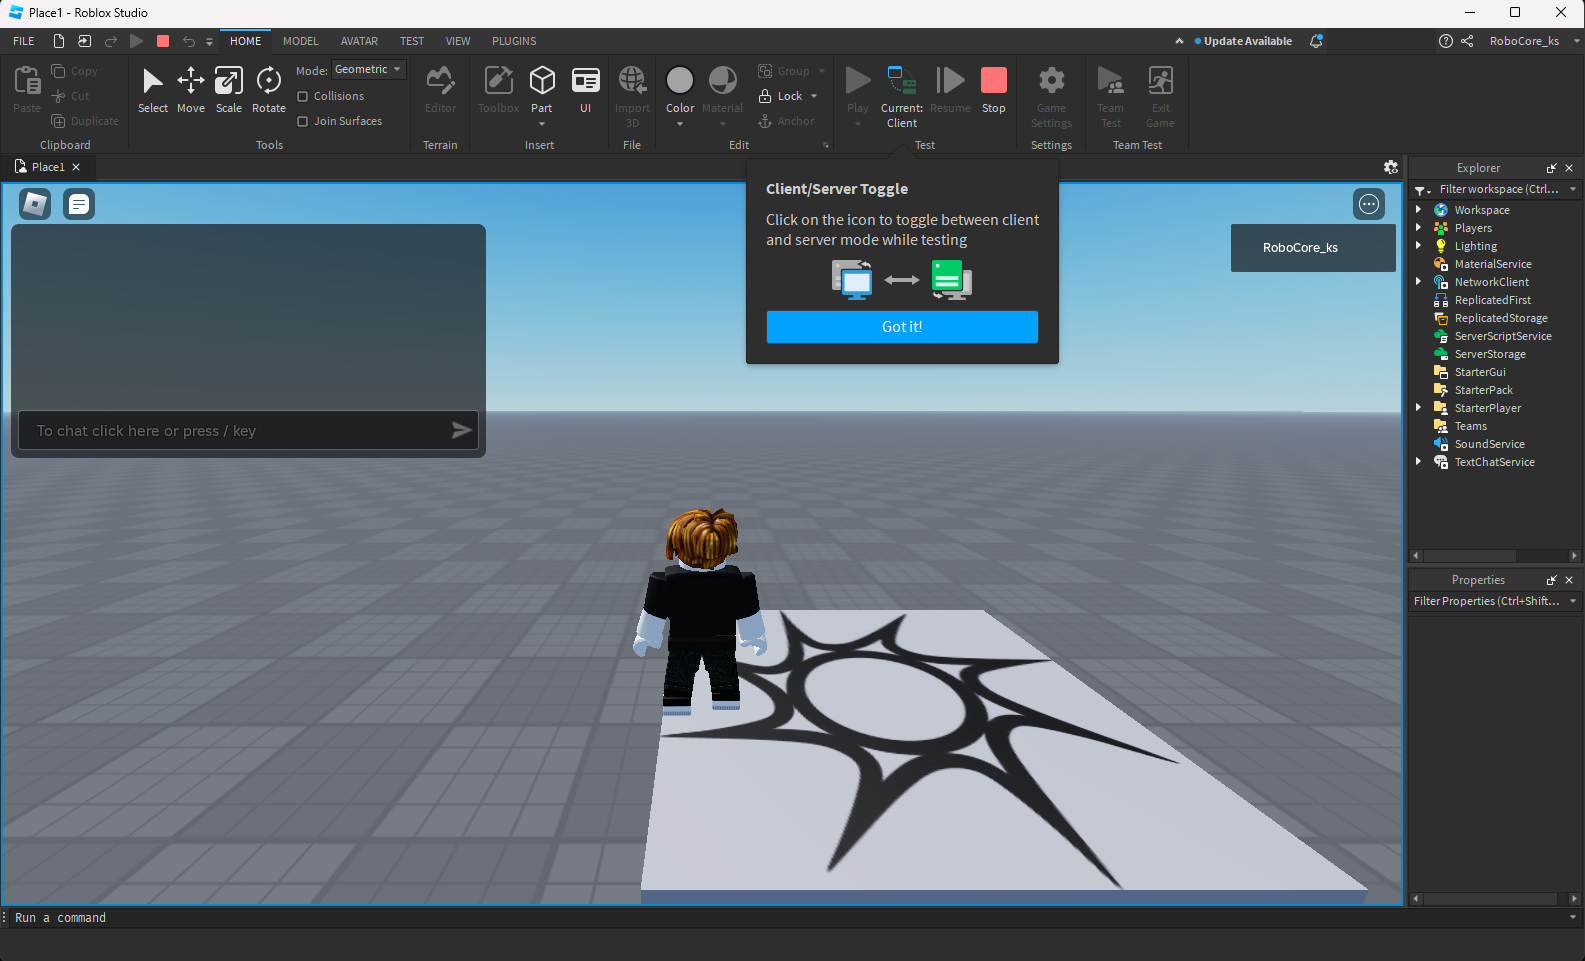 Place1 - Roblox Studio
FILE
HOME
MODEL
AVATAR
TEST
VIEW
PLUGINS
Update Available
RoboCore_ks
Paste
Copy
Cut
Duplicate
Clipboard
Select
Move
Scale
Rotate
Mode:
Geometric
Collisions
Join Surfaces
Tools
Editor
Terrain
Toolbox
Part
UI
Insert
Import
3D
File
Color
Material
Group
Lock
Anchor
Edit
Play
Current:
Client
Resume
Stop
Test
Game
Settings
Settings
Team
Test
Exit
Game
Team Test
Place1
Client/Server Toggle
Click on the icon to toggle between client
and server mode while testing
Got it!
To chat click here or press / key
RoboCore_ks
Explorer
Filter workspace (Ctrl...
Workspace
Players
Lighting
MaterialService
NetworkClient
ReplicatedFirst
ReplicatedStorage
ServerScriptService
ServerStorage
StarterGui
StarterPack
StarterPlayer
Teams
SoundService
TextChatService
Properties
Filter Properties (Ctrl+Shift...
Run a command